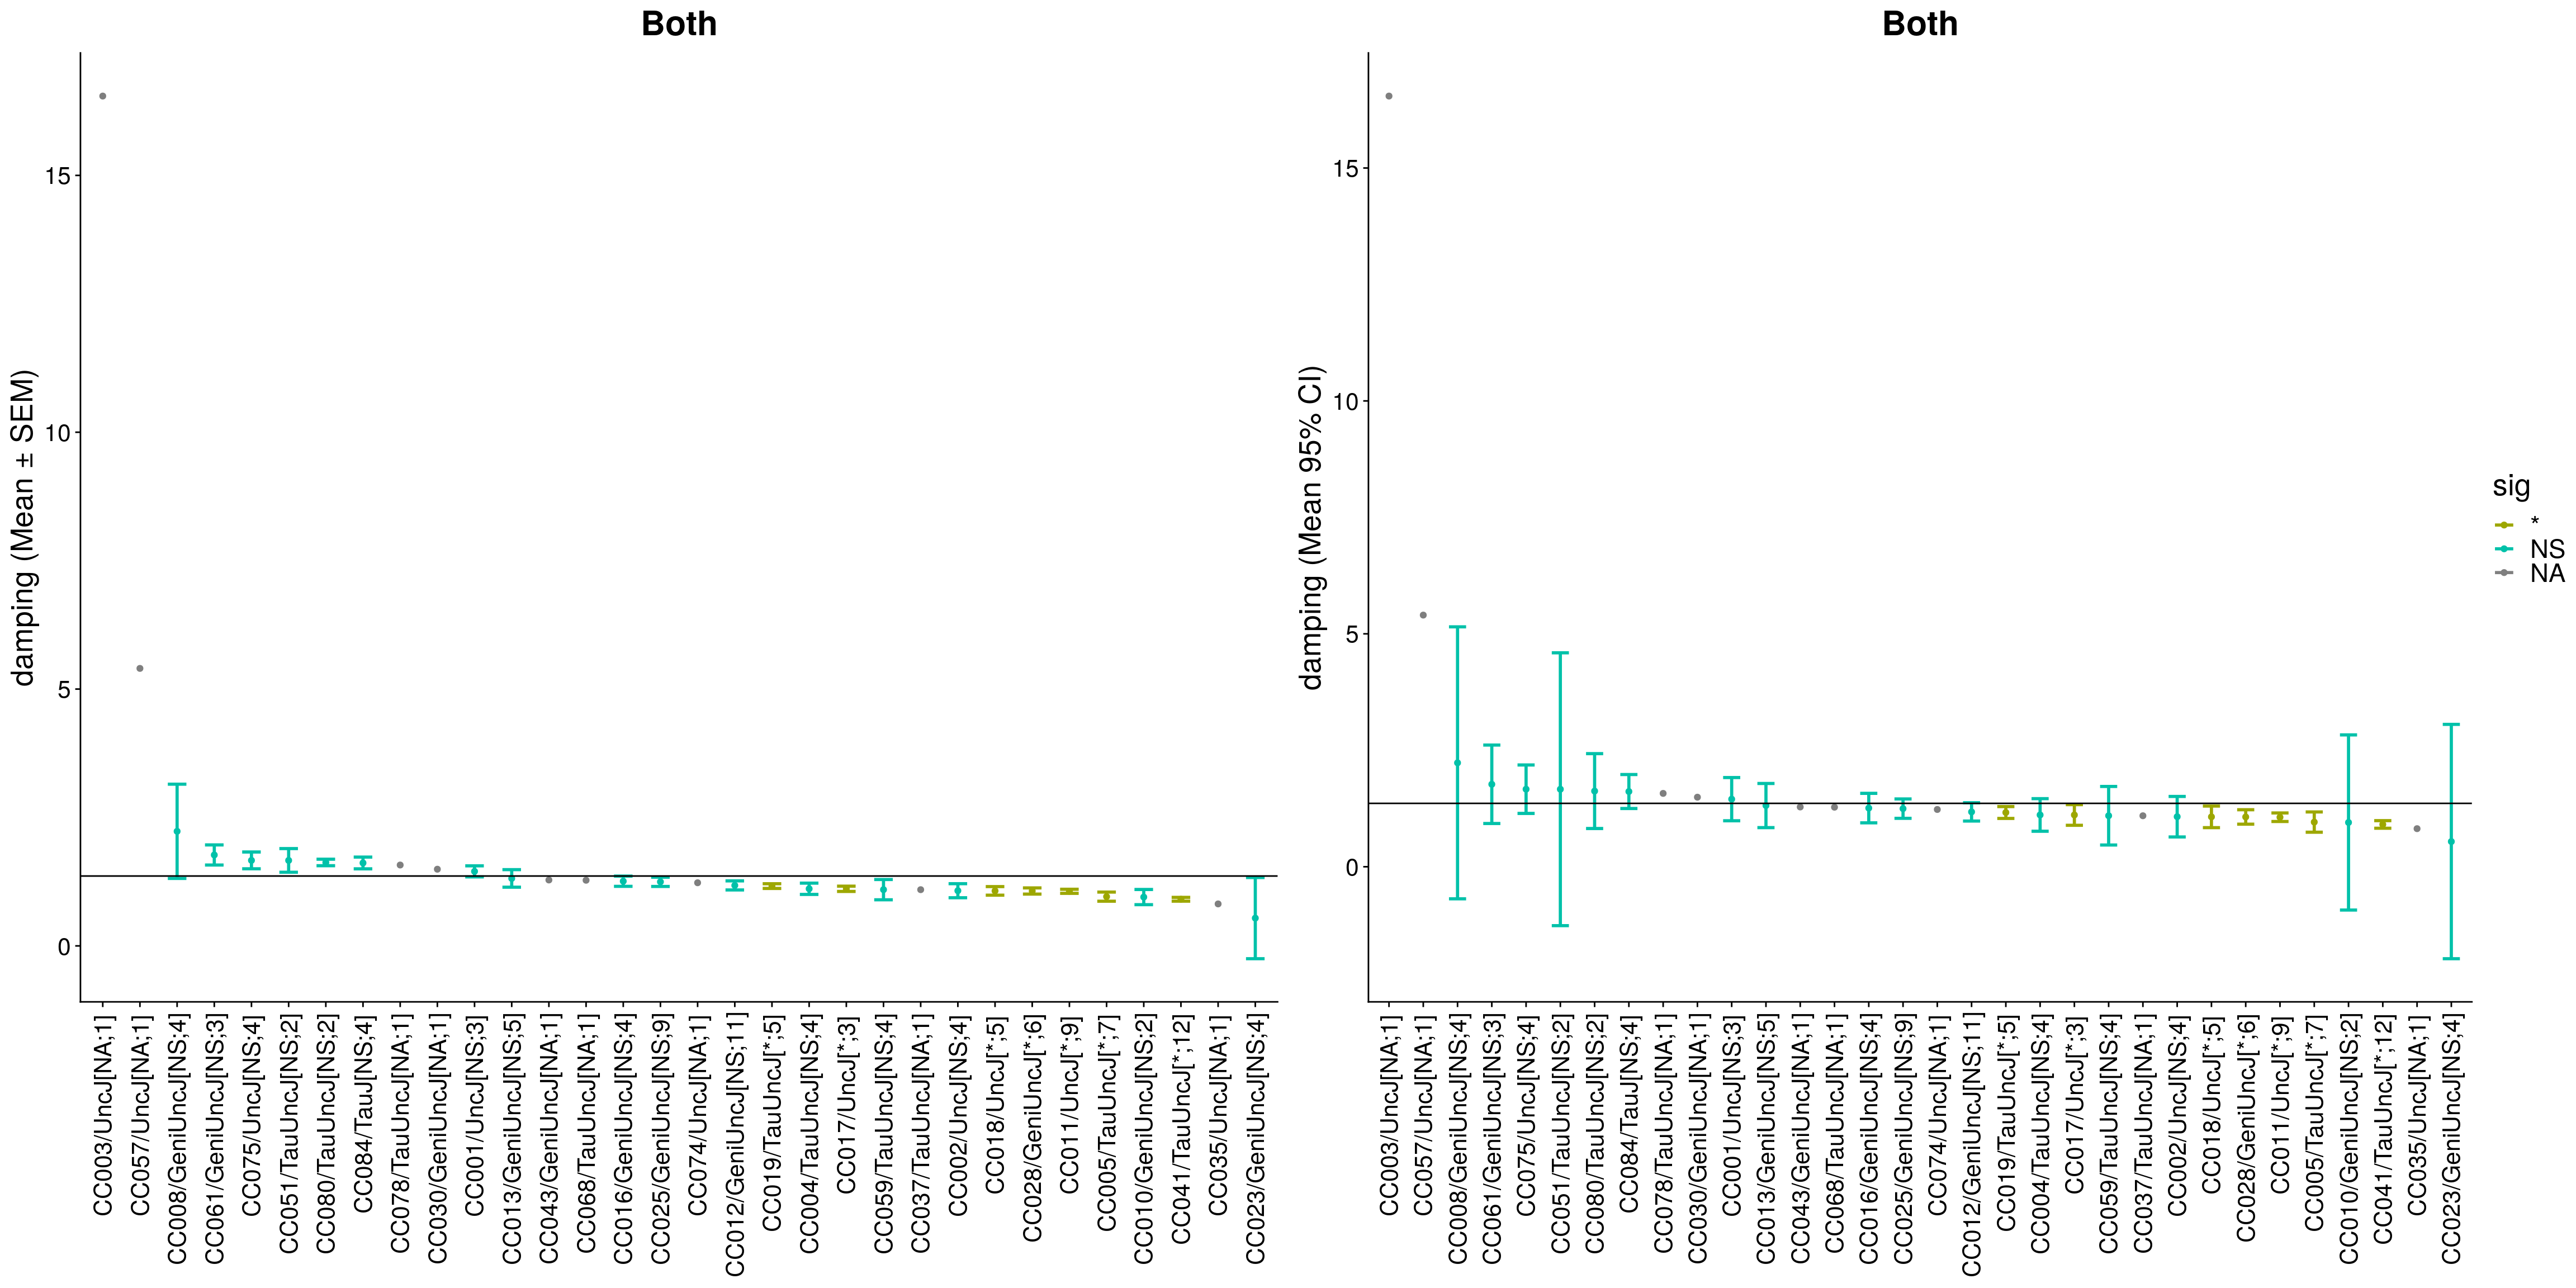 Both
damping (Mean ± SEM)
15
10
5
0
CC003/UncJ[NA;1]
CC057/UncJ[NA;1]
CC008/GeniUncJ[NS;4]
CC061/GeniUncJ[NS;3]
CC075/UncJ[NS;4]
CC051/TauUncJ[NS;2]
CC080/TauUncJ[NS;2]
CC084/TauJ[NS;4]
CC078/TauUncJ[NA;1]
CC030/GeniUncJ[NA;1]
CC001/UncJ[NS;3]
CC013/GeniUncJ[NS;5]
CC043/GeniUncJ[NA;1]
CC068/TauUncJ[NA;1]
CC016/GeniUncJ[NS;4]
CC025/GeniUncJ[NS;9]
CC074/UncJ[NA;1]
CC012/GeniUncJ[NS;11]
CC019/TauUncJ[*;5]
CC004/TauUncJ[NS;4]
CC017/UncJ[*;3]
CC059/TauUncJ[NS;4]
CC037/TauUncJ[NA;1]
CC002/UncJ[NS;4]
CC018/UncJ[*;5]
CC028/GeniUncJ[*;6]
CC011/UncJ[*;9]
CC005/TauUncJ[*;7]
CC010/GeniUncJ[NS;2]
CC041/TauUncJ[*;12]
CC035/UncJ[NA;1]
CC023/GeniUncJ[NS;4]
Both
damping (Mean 95% CI)
15
10
5
0
CC003/UncJ[NA;1]
CC057/UncJ[NA;1]
CC008/GeniUncJ[NS;4]
CC061/GeniUncJ[NS;3]
CC075/UncJ[NS;4]
CC051/TauUncJ[NS;2]
CC080/TauUncJ[NS;2]
CC084/TauJ[NS;4]
CC078/TauUncJ[NA;1]
CC030/GeniUncJ[NA;1]
CC001/UncJ[NS;3]
CC013/GeniUncJ[NS;5]
CC043/GeniUncJ[NA;1]
CC068/TauUncJ[NA;1]
CC016/GeniUncJ[NS;4]
CC025/GeniUncJ[NS;9]
CC074/UncJ[NA;1]
CC012/GeniUncJ[NS;11]
CC019/TauUncJ[*;5]
CC004/TauUncJ[NS;4]
CC017/UncJ[*;3]
CC059/TauUncJ[NS;4]
CC037/TauUncJ[NA;1]
CC002/UncJ[NS;4]
CC018/UncJ[*;5]
CC028/GeniUncJ[*;6]
CC011/UncJ[*;9]
CC005/TauUncJ[*;7]
CC010/GeniUncJ[NS;2]
CC041/TauUncJ[*;12]
CC035/UncJ[NA;1]
CC023/GeniUncJ[NS;4]
sig
*
NS
NA